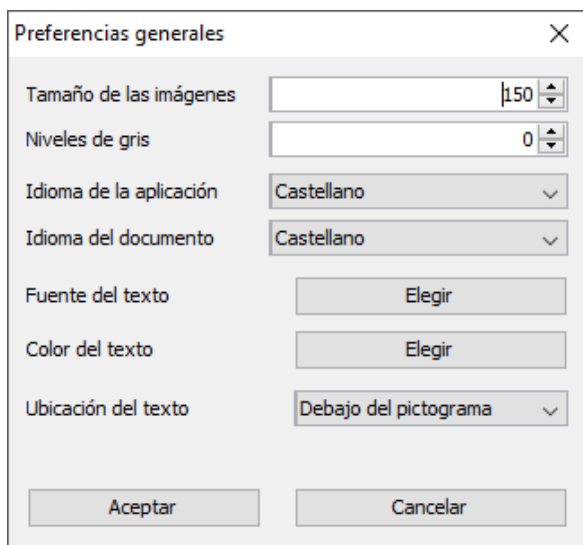 Preferencias generales
Tamaño de las imágenes 150
Niveles de gris 0
Idioma de la aplicación Castellano
Idioma del documento Castellano
Fuente del texto Elegir
Color del texto Elegir
Ubicación del texto Debajo del pictograma
Aceptar Cancelar